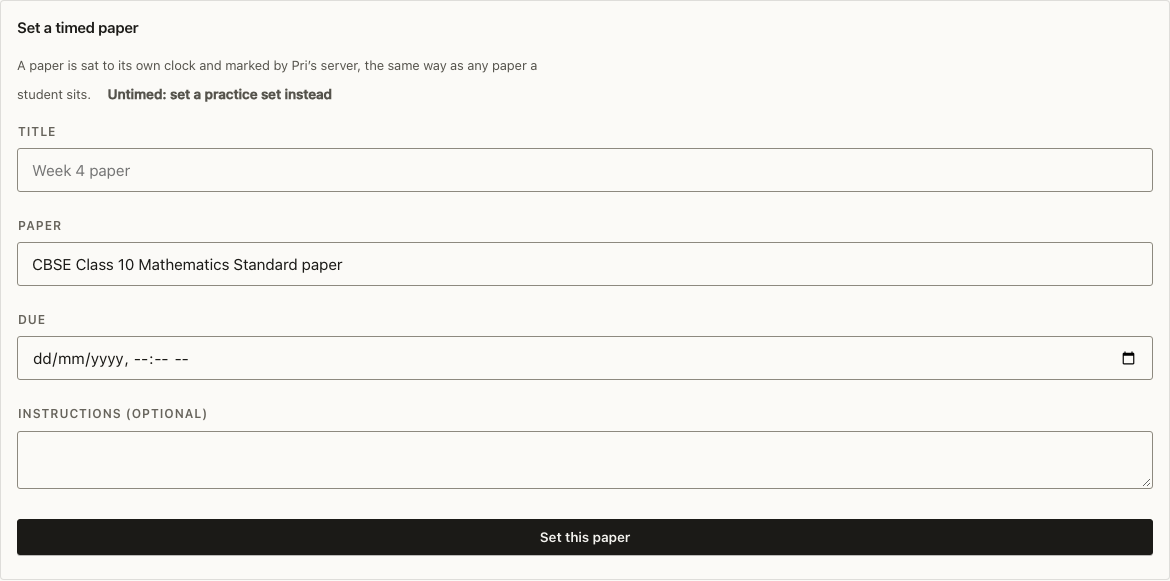 Set a timed paper
A paper is sat to its own clock and marked by Pri's server, the same way as any paper a
student sits. Untimed: set a practice set instead
TITLE
Week 4 paper
PAPER
CBSE Class 10 Mathematics Standard paper
DUE
dd/mm/yyyy, --:-- --
INSTRUCTIONS (OPTIONAL)
Set this paper